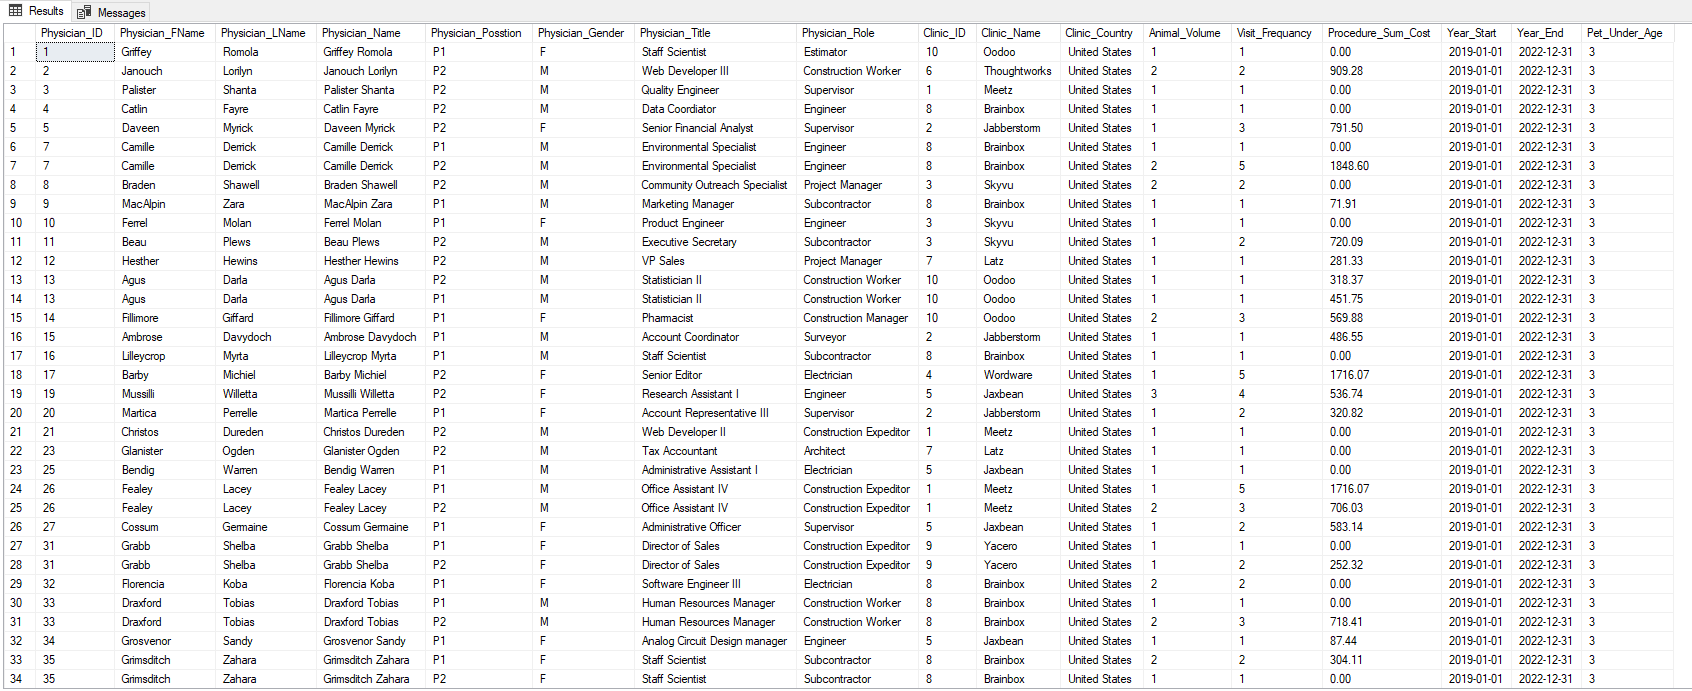 Results Messages
Physician_ID Physician_FName Physician_LName Physician_Name Physician_Posstion Physician_Gender Physician_Title Physician_Role Clinic_ID Clinic_Name Clinic_Country Animal_Volume Visit_Frequancy Procedure_Sum_Cost Year_Start Year_End Pet_Under_Age
1 1 Griffey Romola Griffey Romola P1 F Staff Scientist Estimator 10 Oodoo United States 1 1 0.00 2019-01-01 2022-12-31 3
2 2 Janouch Lorilyn Janouch Lorilyn P2 M Web Developer III Construction Worker 6 Thoughtworks United States 2 2 909.28 2019-01-01 2022-12-31 3
3 3 Palister Shanta Palister Shanta P2 M Quality Engineer Supervisor 1 Meetz United States 1 1 0.00 2019-01-01 2022-12-31 3
4 4 Catlin Fayre Catlin Fayre P2 M Data Coordiator Engineer 8 Brainbox United States 1 1 0.00 2019-01-01 2022-12-31 3
5 5 Daveen Myrick Daveen Myrick P2 F Senior Financial Analyst Supervisor 2 Jabberstorm United States 1 3 791.50 2019-01-01 2022-12-31 3
6 7 Camille Derrick Camille Derrick P1 M Environmental Specialist Engineer 8 Brainbox United States 1 1 0.00 2019-01-01 2022-12-31 3
7 7 Camille Derrick Camille Derrick P2 M Environmental Specialist Engineer 8 Brainbox United States 2 5 1848.60 2019-01-01 2022-12-31 3
8 8 Braden Shawell Braden Shawell P2 M Community Outreach Specialist Project Manager 3 Skyvu United States 2 2 0.00 2019-01-01 2022-12-31 3
9 9 MacAlpin Zara MacAlpin Zara P1 M Marketing Manager Subcontractor 8 Brainbox United States 1 1 71.91 2019-01-01 2022-12-31 3
10 10 Ferrel Molan Ferrel Molan P1 F Product Engineer Engineer 3 Skyvu United States 1 1 0.00 2019-01-01 2022-12-31 3
11 11 Beau Plews Beau Plews P2 M Executive Secretary Subcontractor 3 Skyvu United States 1 2 720.09 2019-01-01 2022-12-31 3
12 12 Hesther Hewins Hesther Hewins P2 M VP Sales Project Manager 7 Latz United States 1 1 281.33 2019-01-01 2022-12-31 3
13 13 Agus Darla Agus Darla P2 M Statistician II Construction Worker 10 Oodoo United States 1 1 318.37 2019-01-01 2022-12-31 3
14 13 Agus Darla Agus Darla P1 M Statistician II Construction Worker 10 Oodoo United States 1 1 451.75 2019-01-01 2022-12-31 3
15 14 Fillimore Giffard Fillimore Giffard P1 F Pharmacist Construction Manager 10 Oodoo United States 2 3 569.88 2019-01-01 2022-12-31 3
16 15 Ambrose Davydoch Ambrose Davydoch P1 M Account Coordinator Surveyor 2 Jabberstorm United States 1 1 486.55 2019-01-01 2022-12-31 3
17 16 Lilleycrop Myrta Lilleycrop Myrta P1 M Staff Scientist Subcontractor 8 Brainbox United States 1 1 0.00 2019-01-01 2022-12-31 3
18 17 Barby Michiel Barby Michiel P2 F Senior Editor Electrician 4 Wordware United States 1 5 1716.07 2019-01-01 2022-12-31 3
19 19 Mussilli Willetta Mussilli Willetta P2 F Research Assistant I Engineer 5 Jaxbean United States 3 4 536.74 2019-01-01 2022-12-31 3
20 20 Martica Perrelle Martica Perrelle P1 F Account Representative III Supervisor 2 Jabberstorm United States 1 2 320.82 2019-01-01 2022-12-31 3
21 21 Christos Dureden Christos Dureden P2 M Web Developer II Construction Expeditor 1 Meetz United States 1 1 0.00 2019-01-01 2022-12-31 3
22 23 Glanister Ogden Glanister Ogden P2 M Tax Accountant Architect 7 Latz United States 1 1 0.00 2019-01-01 2022-12-31 3
23 25 Bendig Warren Bendig Warren P1 M Administrative Assistant I Electrician 5 Jaxbean United States 1 1 0.00 2019-01-01 2022-12-31 3
24 26 Fealey Lacey Fealey Lacey P1 M Office Assistant IV Construction Expeditor 1 Meetz United States 1 5 1716.07 2019-01-01 2022-12-31 3
25 26 Fealey Lacey Fealey Lacey P2 M Office Assistant IV Construction Expeditor 1 Meetz United States 2 3 706.03 2019-01-01 2022-12-31 3
26 27 Cossum Germaine Cossum Germaine P1 F Administrative Officer Supervisor 5 Jaxbean United States 1 2 583.14 2019-01-01 2022-12-31 3
27 31 Grabb Shelba Grabb Shelba P1 F Director of Sales Construction Expeditor 9 Yacero United States 1 1 0.00 2019-01-01 2022-12-31 3
28 31 Grabb Shelba Grabb Shelba P2 F Director of Sales Construction Expeditor 9 Yacero United States 1 2 252.32 2019-01-01 2022-12-31 3
29 32 Florencia Koba Florencia Koba P1 F Software Engineer III Electrician 8 Brainbox United States 2 2 0.00 2019-01-01 2022-12-31 3
30 33 Draxford Tobias Draxford Tobias P1 M Human Resources Manager Construction Worker 8 Brainbox United States 1 1 0.00 2019-01-01 2022-12-31 3
31 33 Draxford Tobias Draxford Tobias P2 M Human Resources Manager Construction Worker 8 Brainbox United States 2 3 718.41 2019-01-01 2022-12-31 3
32 34 Grosvenor Sandy Grosvenor Sandy P1 F Analog Circuit Design manager Engineer 5 Jaxbean United States 1 1 87.44 2019-01-01 2022-12-31 3
33 35 Grimsditch Zahara Grimsditch Zahara P1 F Staff Scientist Subcontractor 8 Brainbox United States 2 2 304.11 2019-01-01 2022-12-31 3
34 35 Grimsditch Zahara Grimsditch Zahara P2 F Staff Scientist Subcontractor 8 Brainbox United States 1 1 0.00 2019-01-01 2022-12-31 3